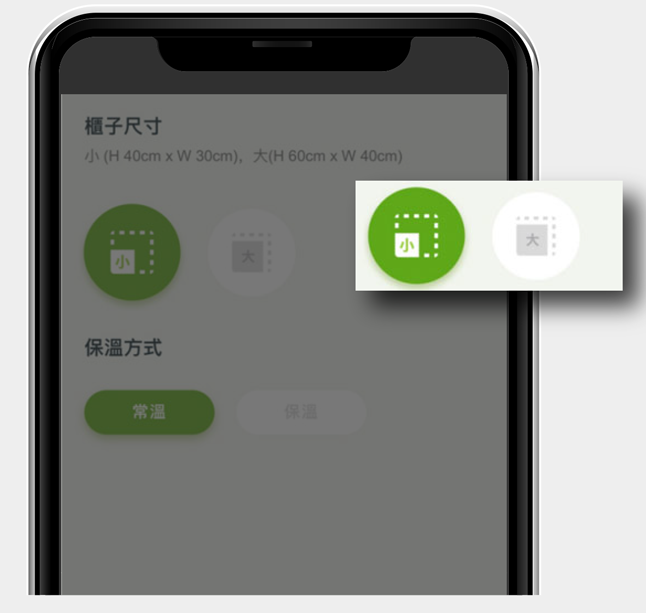 櫃子尺寸
小 (H 40cm x W 30cm), 大(H 60cm x W 40cm)
小 大
小 大
保溫方式
常溫 保溫